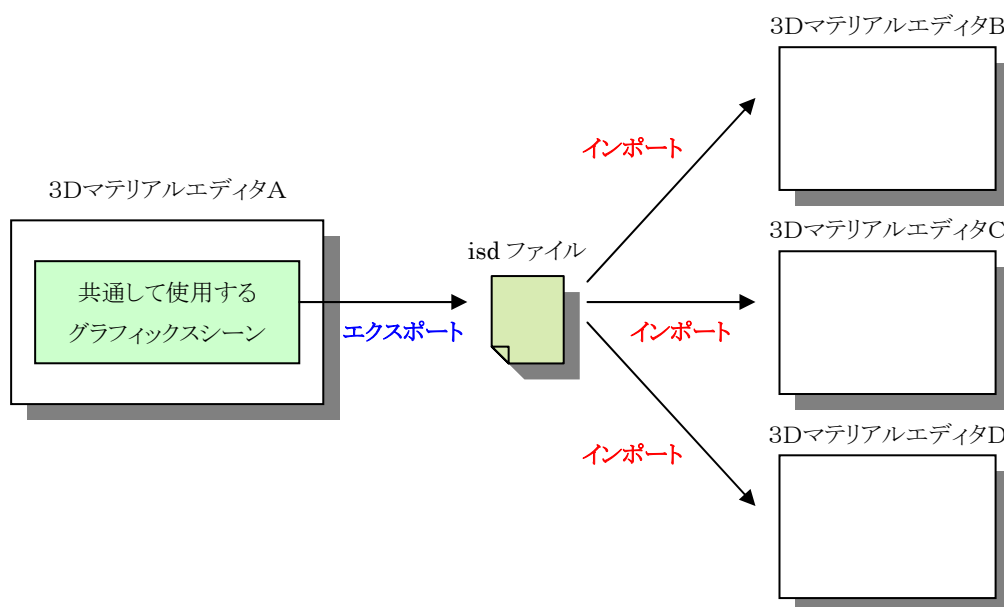 3DマテリアルエディタA
共通して使用する
グラフィックスシーン
エクスポート
isd ファイル
インポート
インポート
インポート
3DマテリアルエディタB
3DマテリアルエディタC
3DマテリアルエディタD